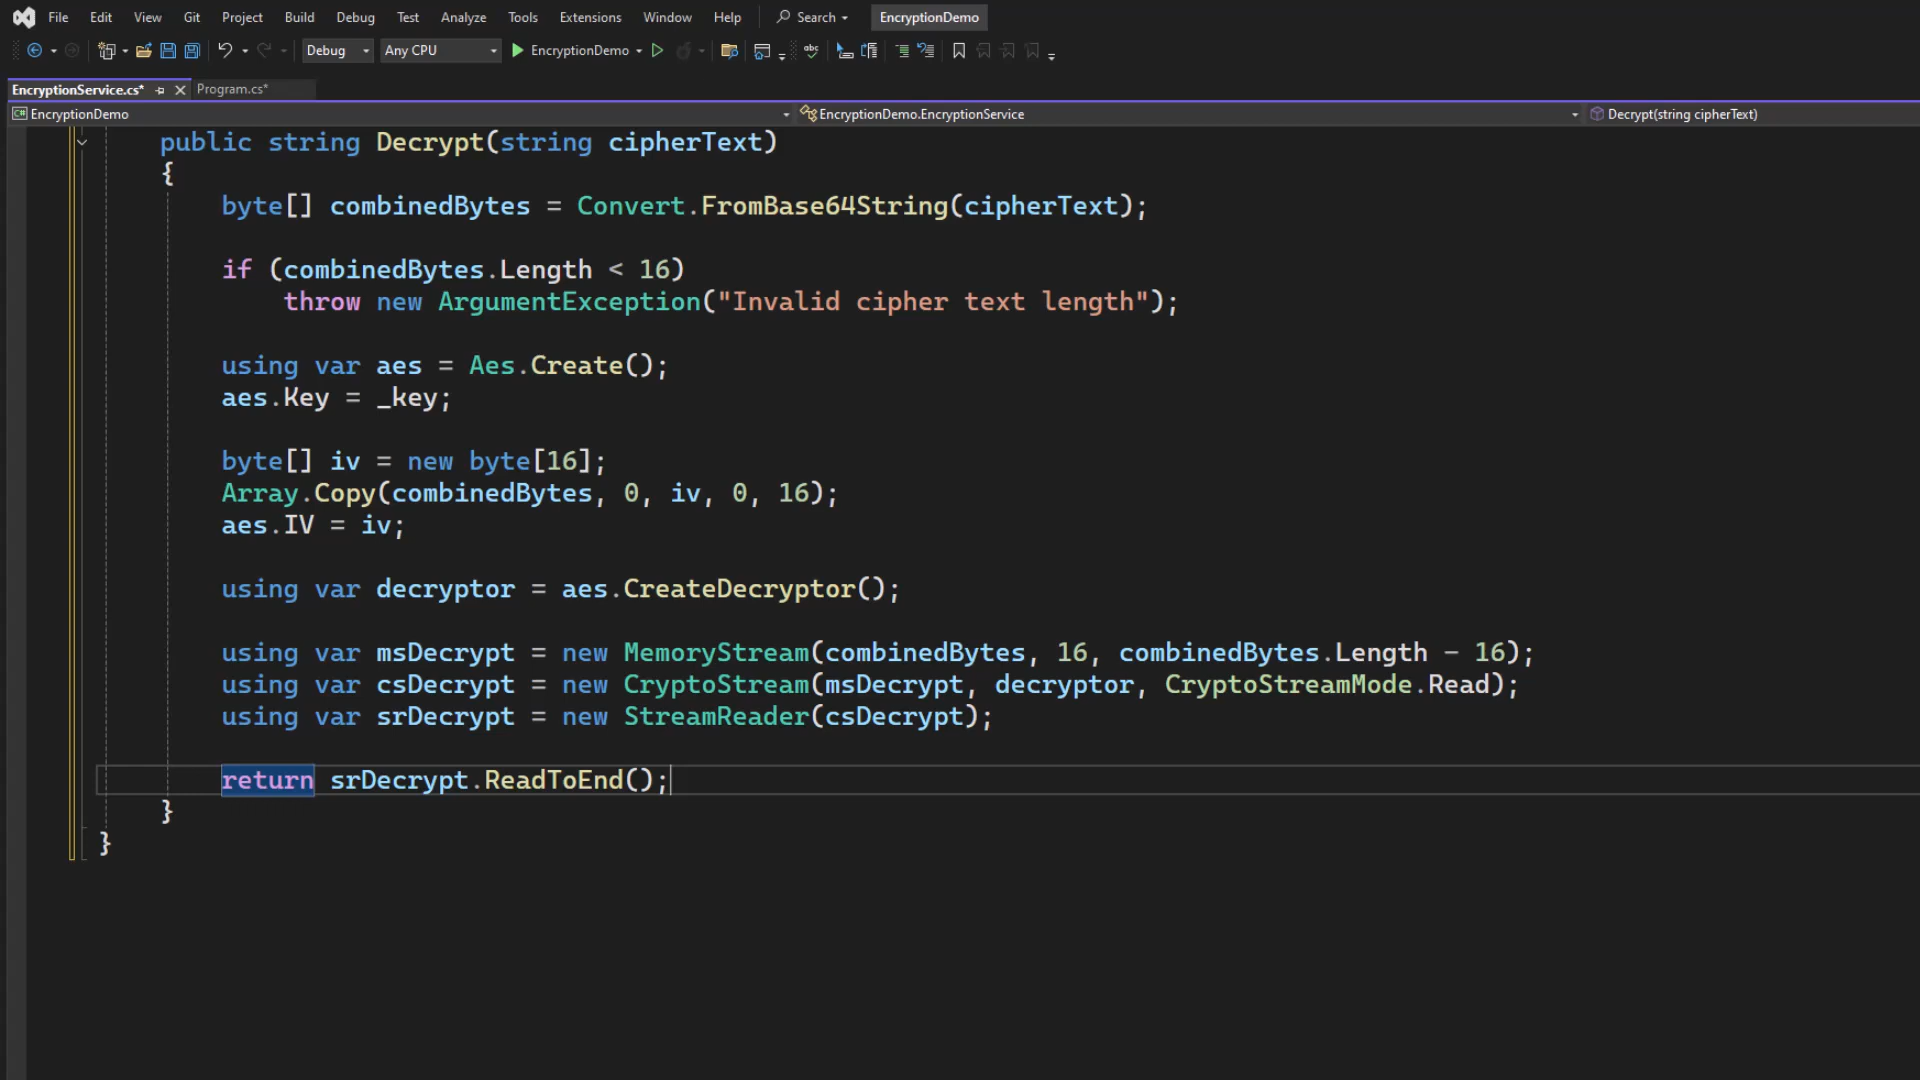 File Edit View Git Project Build Debug Test Analyze Tools Extensions Window Help Search EncryptionDemo
Debug Any CPU EncryptionDemo abc
EncryptionService.cs* Program.cs*
C# EncryptionDemo EncryptionDemo.EncryptionService Decrypt(string cipherText)
public string Decrypt(string cipherText)
{
byte[] combinedBytes = Convert.FromBase64String(cipherText);
if (combinedBytes.Length < 16)
throw new ArgumentException("Invalid cipher text length");
using var aes = Aes.Create();
aes.Key = _key;
byte[] iv = new byte[16];
Array.Copy(combinedBytes, 0, iv, 0, 16);
aes.IV = iv;
using var decryptor = aes.CreateDecryptor();
using var msDecrypt = new MemoryStream(combinedBytes, 16, combinedBytes.Length - 16);
using var csDecrypt = new CryptoStream(msDecrypt, decryptor, CryptoStreamMode.Read);
using var srDecrypt = new StreamReader(csDecrypt);
return srDecrypt.ReadToEnd();
}
}